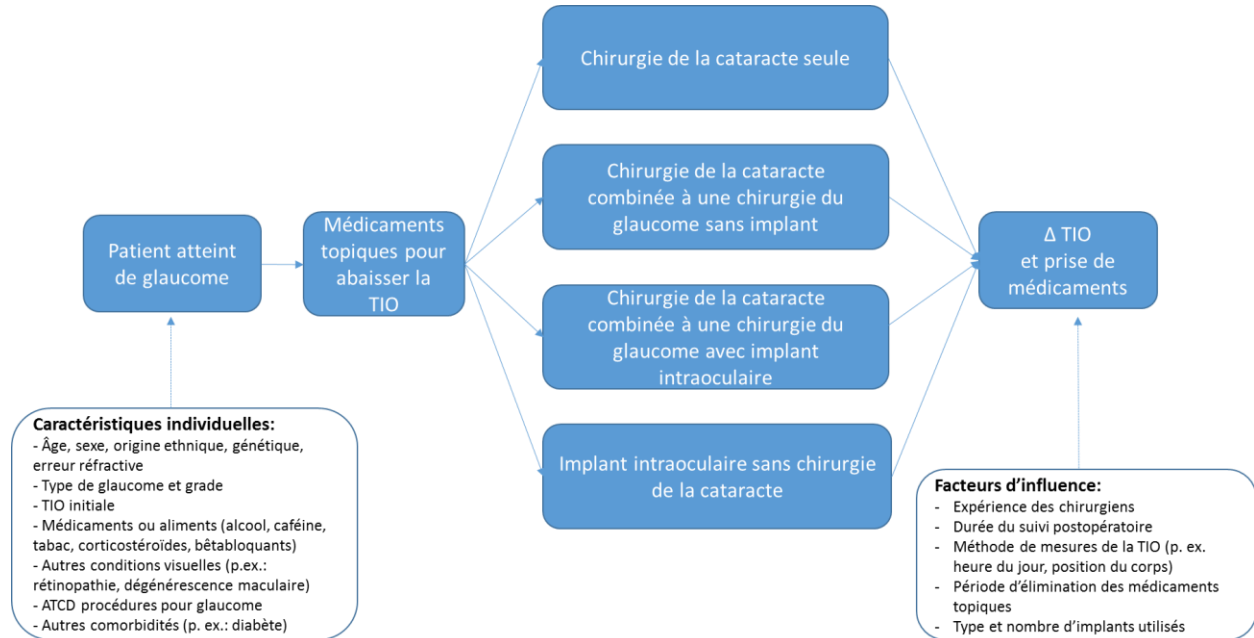 Chirurgie de la cataracte seule
Chirurgie de la cataracte
combinée à une chirurgie du
glaucome sans implant
Patient atteint
de glaucome
Médicaments
topiques pour
abaisser la
TIO
Δ TIO
et prise de
médicaments
Chirurgie de la cataracte
combinée à une chirurgie du
glaucome avec implant
intraoculaire
Implant intraoculaire sans chirurgie
de la cataracte
Caractéristiques individuelles:
- Âge, sexe, origine ethnique, génétique,
erreur réfractive
- Type de glaucome et grade
- TIO initiale
- Médicaments ou aliments (alcool, caféine,
tabac, corticostéroïdes, bêtabloquants)
- Autres conditions visuelles (p.ex.:
rétinopathie, dégénérescence maculaire)
- ATCD procédures pour glaucome
- Autres comorbidités (p. ex.: diabète)
Facteurs d'influence:
- Expérience des chirurgiens
- Durée du suivi postopératoire
- Méthode de mesures de la TIO (p. ex.
heure du jour, position du corps)
- Période d'élimination des médicaments
topiques
- Type et nombre d'implants utilisés